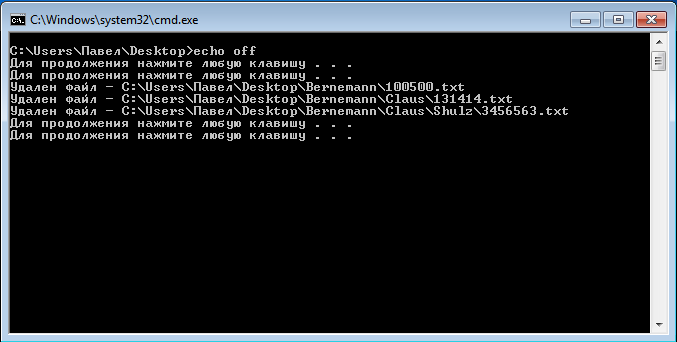 C:\Windows\system32\cmd.exe
C:\Users\Павел\Desktop>echo off
Для продолжения нажмите любую клавишу . . .
Для продолжения нажмите любую клавишу . . .
Удален файл - C:\Users\Павел\Desktop\Bernemann\100500.txt
Удален файл - C:\Users\Павел\Desktop\Bernemann\Claus\131414.txt
Удален файл - C:\Users\Павел\Desktop\Bernemann\Claus\Shulz\3456563.txt
Для продолжения нажмите любую клавишу . . .
Для продолжения нажмите любую клавишу . . .